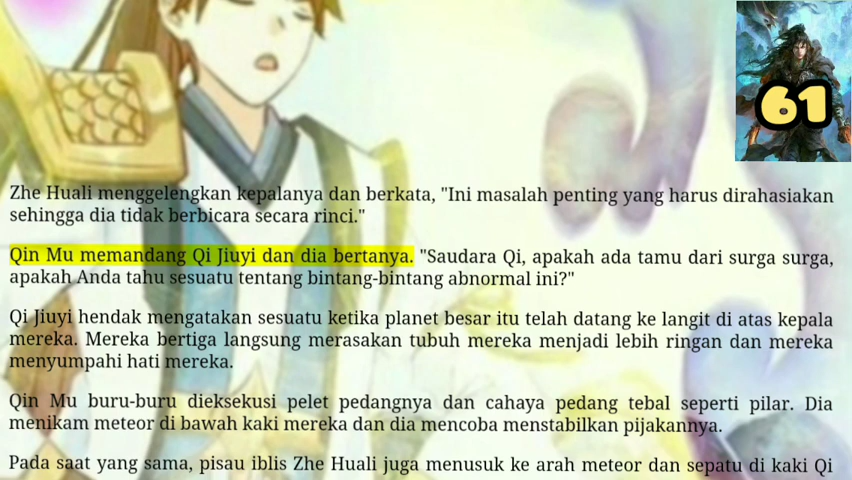 61
Zhe Huali menggelengkan kepalanya dan berkata, "Ini masalah penting yang harus dirahasiakan
sehingga dia tidak berbicara secara rinci."
Qin Mu memandang Qi Jiuyi dan dia bertanya. "Saudara Qi, apakah ada tamu dari surga surga,
apakah Anda tahu sesuatu tentang bintang-bintang abnormal ini?"
Qi Jiuyi hendak mengatakan sesuatu ketika planet besar itu telah datang ke langit di atas kepala
mereka. Mereka bertiga langsung merasakan tubuh mereka menjadi lebih ringan dan mereka
menyumpahi hati mereka.
Qin Mu buru-buru dieksekusi pelet pedangnya dan cahaya pedang tebal seperti pilar. Dia
menikam meteor di bawah kaki mereka dan dia mencoba menstabilkan pijakannya.
Pada saat yang sama, pisau iblis Zhe Huali juga menusuk ke arah meteor dan sepatu di kaki Qi